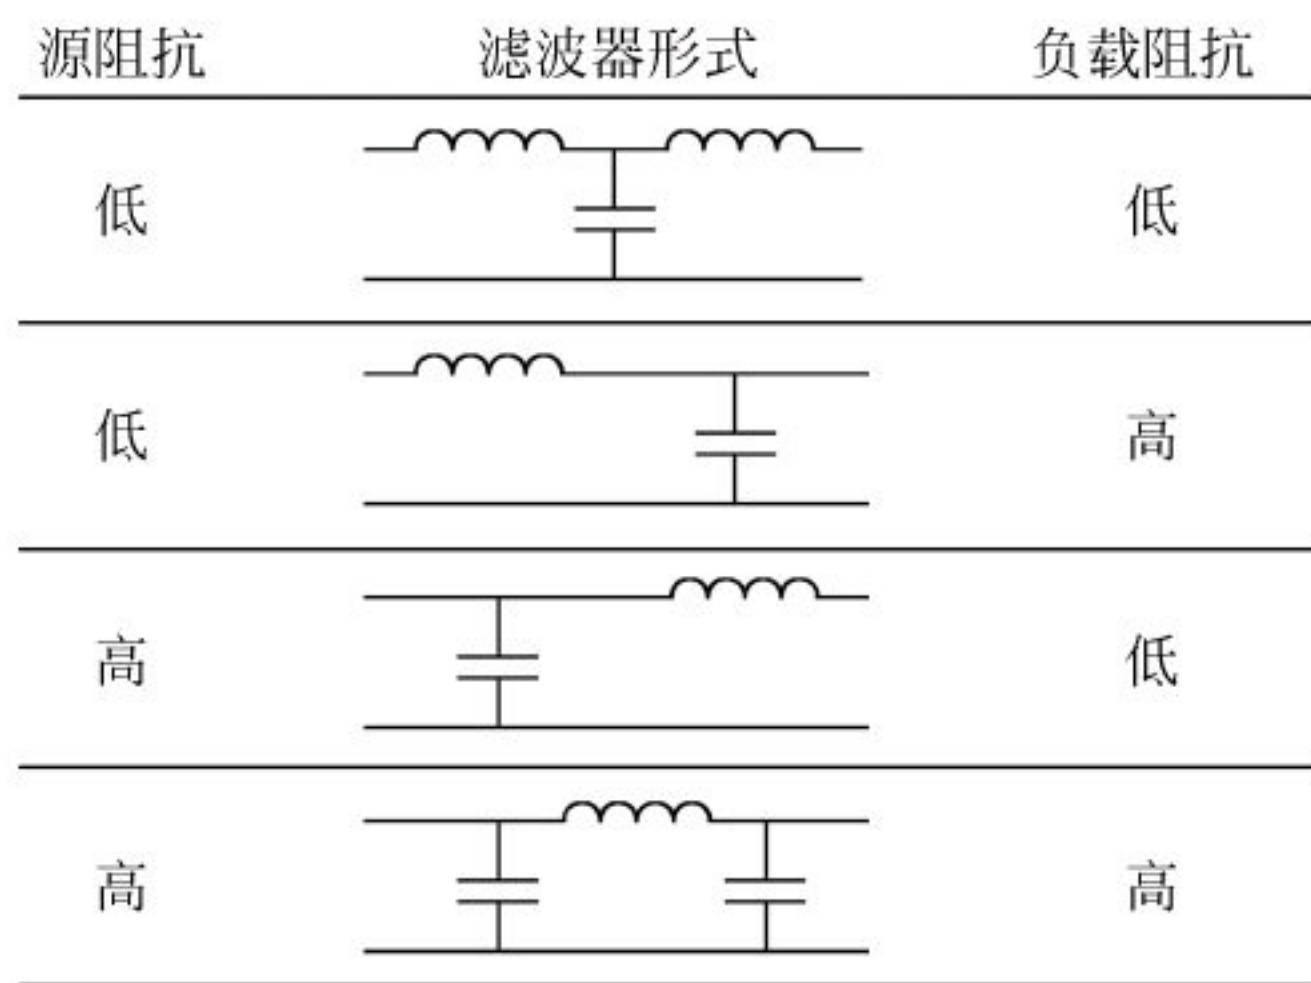 源阻抗 滤波器形式 负载阻抗
低 低
低 高
高 低
高 高